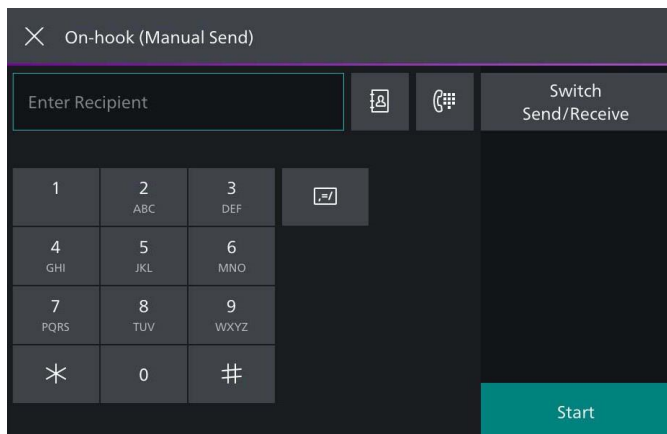 On-hook (Manual Send)
Enter Recipient
Switch
Send/Receive
1 2 3 ,=/
ABC DEF
4 5 6
GHI JKL MNO
7 8 9
PQRS TUV WXYZ
* 0 #
Start